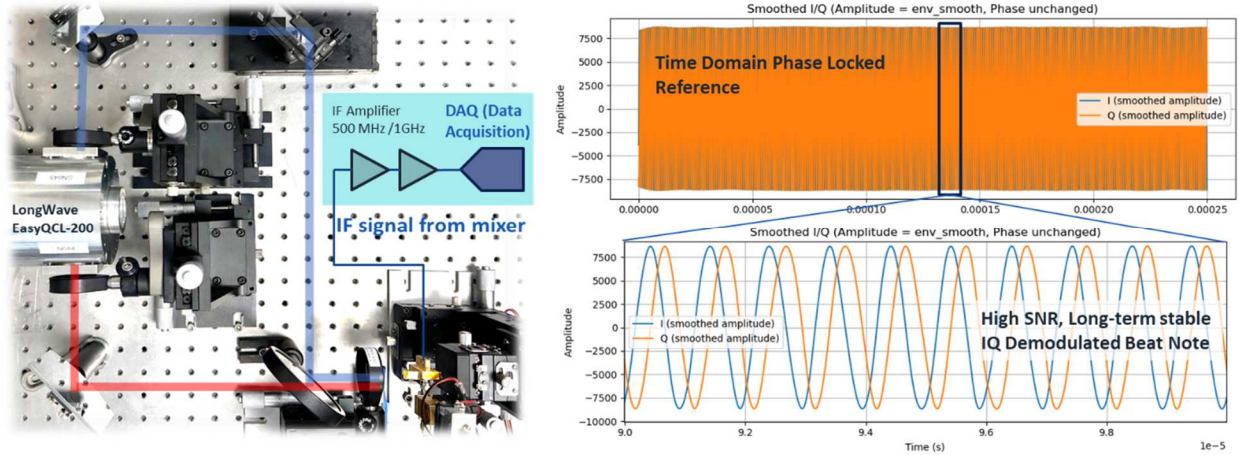 IF Amplifier
500 MHz /1GHz
DAQ (Data
Acquisition)
IF signal from mixer
LongWave
EasyQCL-200
Smoothed I/Q (Amplitude = env_smooth, Phase unchanged)
Time Domain Phase Locked
Reference
I (smoothed amplitude)
Q (smoothed amplitude)
Amplitude
7500
5000
2500
0
−2500
−5000
−7500
0.00000
0.00005
0.00010
0.00015
0.00020
0.00025
Smoothed I/Q (Amplitude = env_smooth, Phase unchanged)
High SNR, Long-term stable
IQ Demodulated Beat Note
I (smoothed amplitude)
Q (smoothed amplitude)
Amplitude
7500
5000
2500
0
−2500
−5000
−7500
−10000
9.0
9.2
9.4
9.6
9.8
1e−5
Time (s)